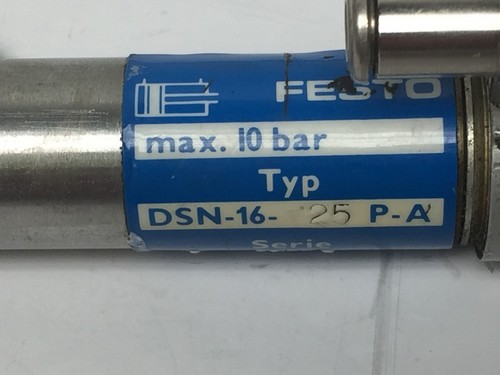 FESTO
max. 10 bar
Typ
DSN-16- 25 P-A
Serie